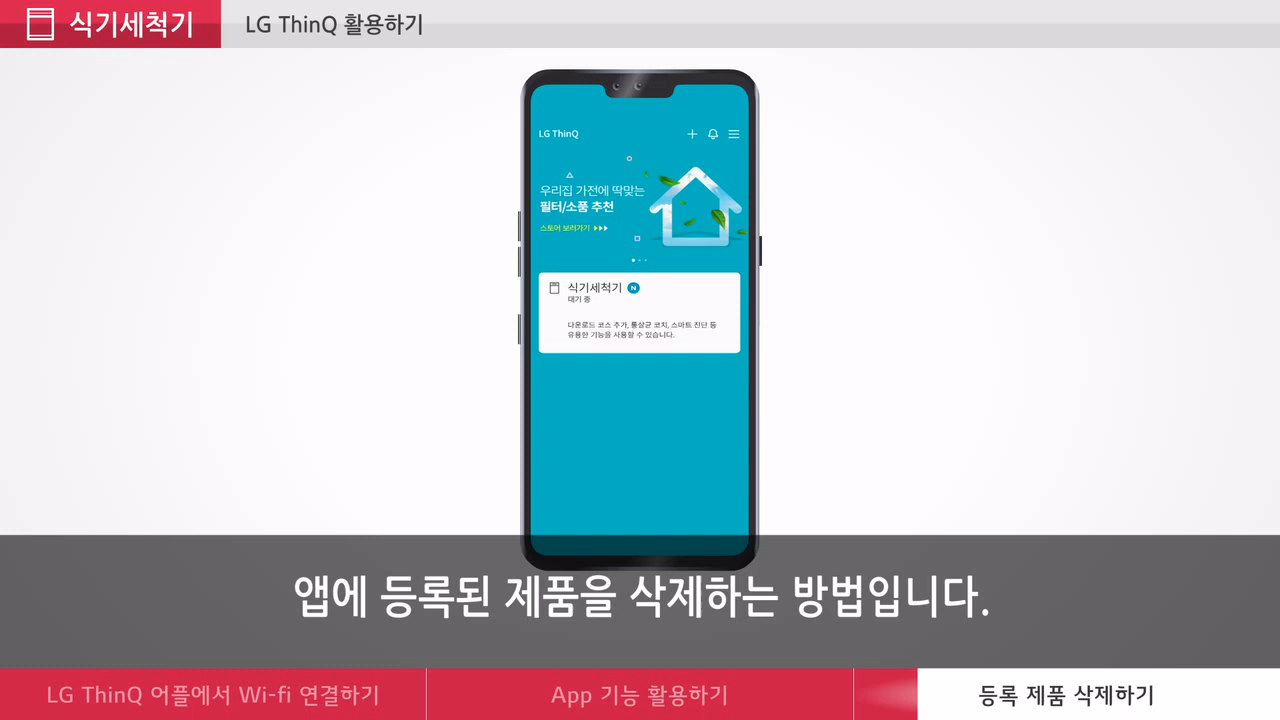 식기세척기
LG ThinQ 활용하기
LG ThinQ
우리집 가전에 딱맞는
필터/소품 추천
스토어 보러가기
식기세척기 N
대기 중
다운로드 코스 추가, 통살균 코치, 스마트 진단 등
유용한 기능을 사용할 수 있습니다.
앱에 등록된 제품을 삭제하는 방법입니다.
LG ThinQ 어플에서 Wi-fi 연결하기
App 기능 활용하기
등록 제품 삭제하기